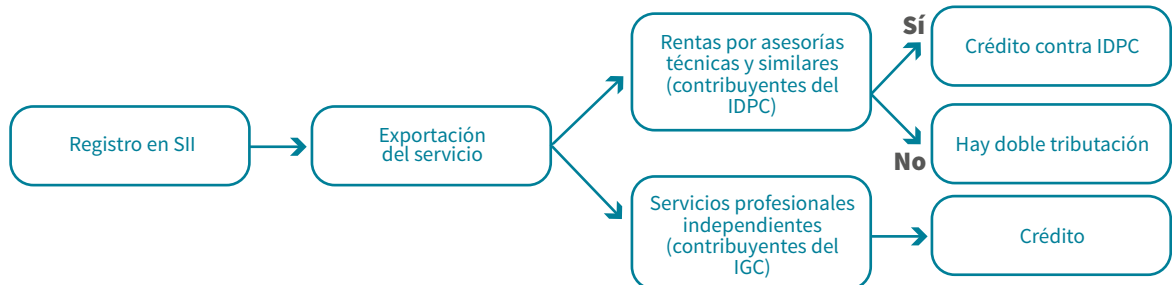 Registro en SII
Exportación
del servicio
Rentas por asesorías
técnicas y similares
(contribuyentes del
IDPC)
Sí
Crédito contra IDPC
No
Hay doble tributación
Servicios profesionales
independientes
(contribuyentes del
IGC)
Crédito